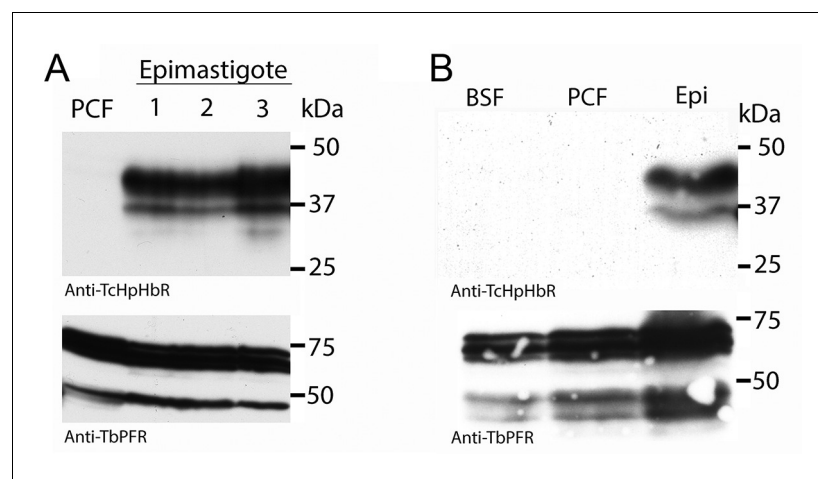 A
Epimastigote
PCF 1 2 3 kDa
50
37
25
Anti-TcHpHbR
75
50
Anti-TbPFR
B
BSF PCF Epi
kDa
50
37
25
Anti-TcHpHbR
75
50
Anti-TbPFR